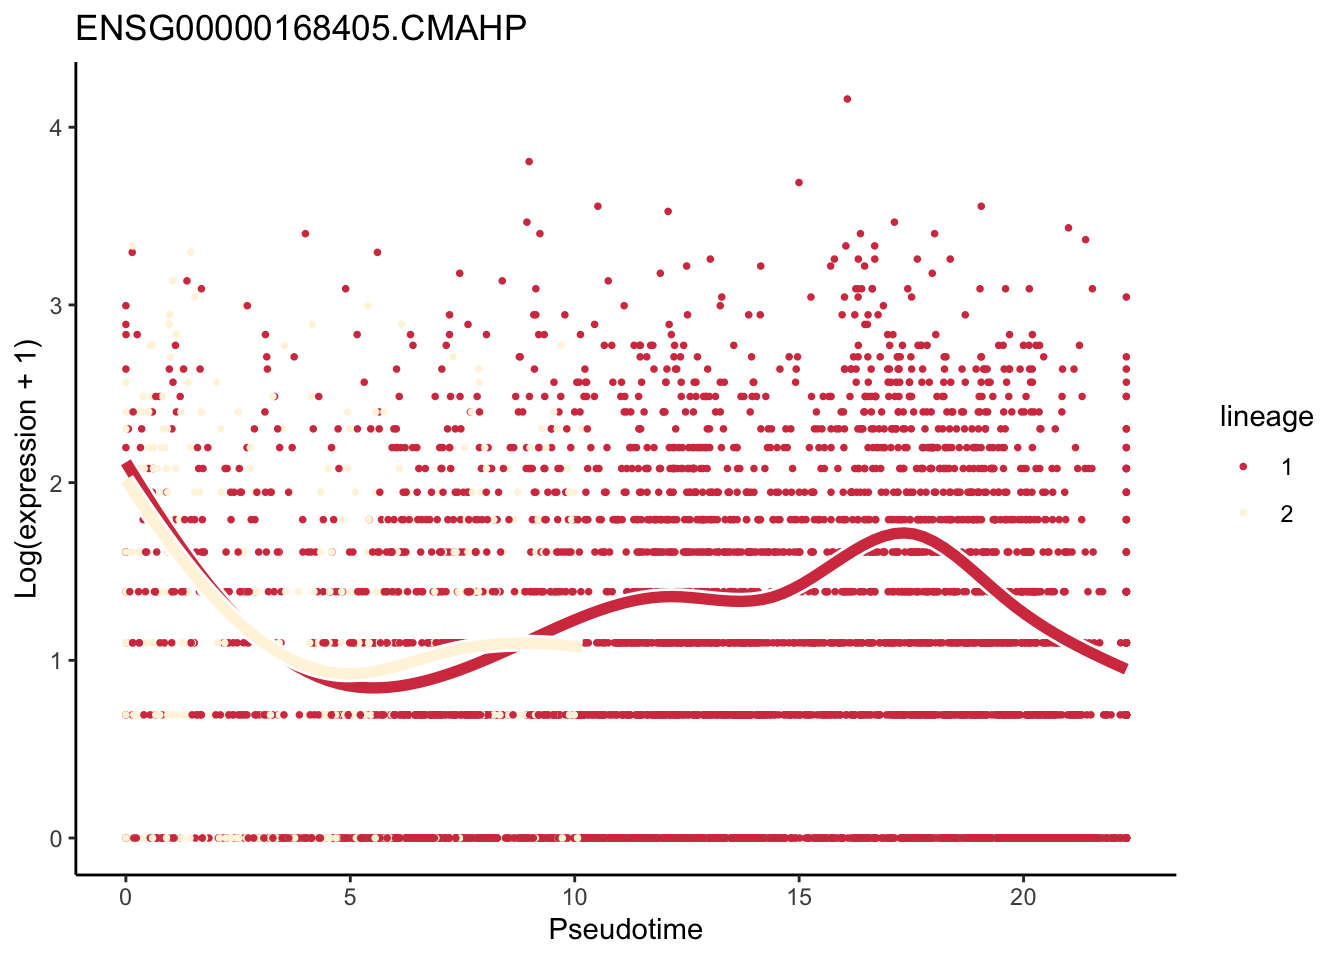 ENSG00000168405.CMAHP
4
3
2
1
0
Log(expression + 1)
0 5 10 15 20
Pseudotime
lineage
1
2